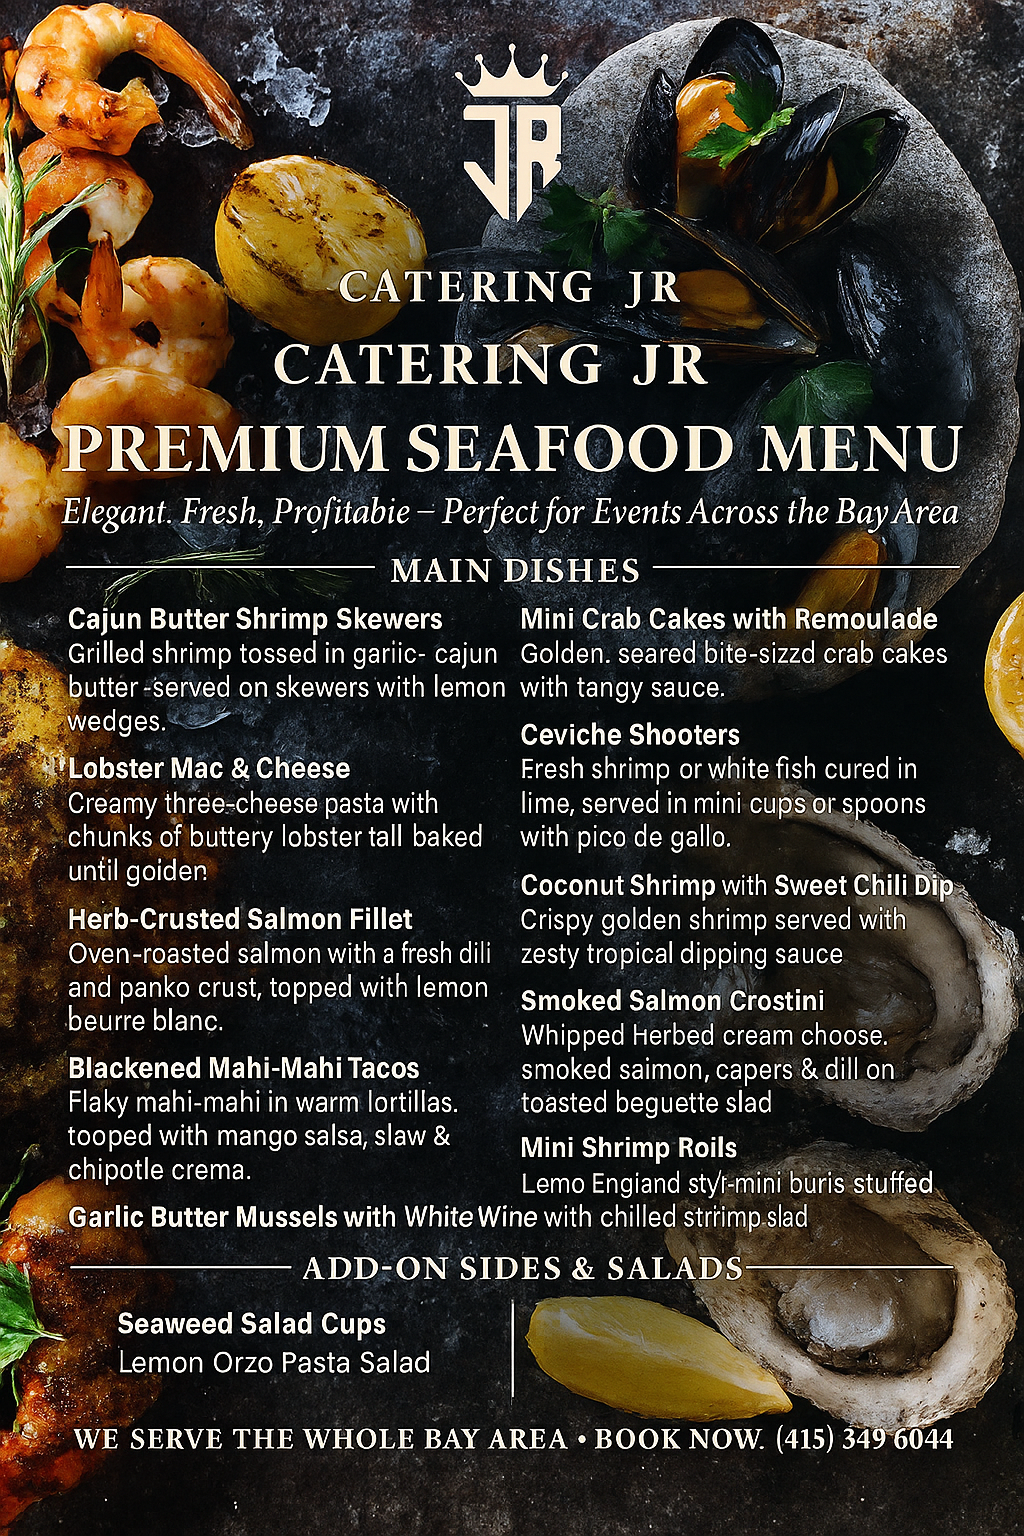 JR
CATERING JR
CATERING JR
PREMIUM SEAFOOD MENU
Elegant. Fresh, Profitabie – Perfect for Events Across the Bay Area
MAIN DISHES
Cajun Butter Shrimp Skewers
Grilled shrimp tossed in gariic- cajun
butter -served on skewers with lemon
wedges.
Lobster Mac & Cheese
Creamy three-cheese pasta with
chunks of buttery lobster tall baked
until goiden
Herb-Crusted Salmon Fillet
Oven-roasted salmon with a fresh dili
and panko crust, topped with lemon
beurre blanc.
Blackened Mahi-Mahi Tacos
Flaky mahi-mahi in warm lortillas.
tooped with mango salsa, slaw &
chipotle crema.
Mini Crab Cakes with Remoulade
Golden. seared bite-sizzd crab cakes
with tangy sauce.
Ceviche Shooters
Eresh shrimp or white fish cured in
lime, served in mini cups or spoons
with pico de gallo.
Coconut Shrimp with Sweet Chili Dip
Crispy golden shrimp served with
zesty tropical dipping sauce
Smoked Salmon Crostini
Whipped Herbed cream choose.
smoked saimon, capers & dill on
toasted beguette slad
Mini Shrimp Roils
Lemo Engiand mini buris stuffed
Garlic Butter Mussels with White Wine with chilled slad
ADD-ON SIDES & SALADS
Seaweed Salad Cups
Lemon Orzo Pasta Salad
WE SERVE THE WHOLE BAY AREA • BOOK NOW. (415) 349 6044